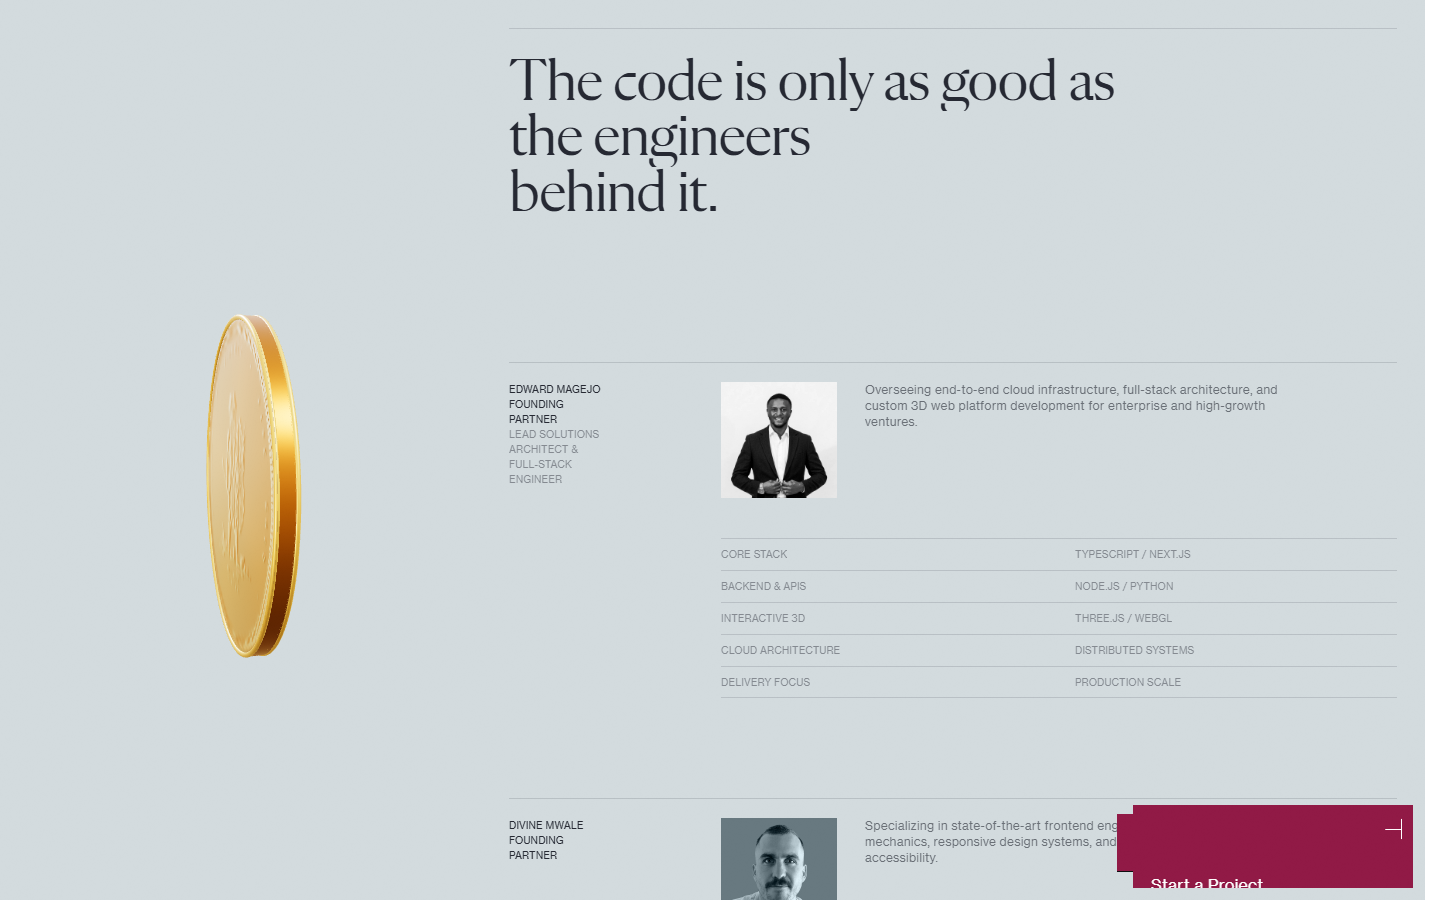 The code is only as good as
the engineers
behind it.
EDWARD MAGEJO
FOUNDING
PARTNER
LEAD SOLUTIONS
ARCHITECT &
FULL-STACK
ENGINEER
Overseeing end-to-end cloud infrastructure, full-stack architecture, and
custom 3D web platform development for enterprise and high-growth
ventures.
CORE STACK TYPESCRIPT / NEXT.JS
BACKEND & APIS NODE.JS / PYTHON
INTERACTIVE 3D THREE.JS / WEBGL
CLOUD ARCHITECTURE DISTRIBUTED SYSTEMS
DELIVERY FOCUS PRODUCTION SCALE
DIVINE MWALE
FOUNDING
PARTNER
Specializing in state-of-the-art frontend
mechanics, responsive design systems, and
accessibility.
Start a Project